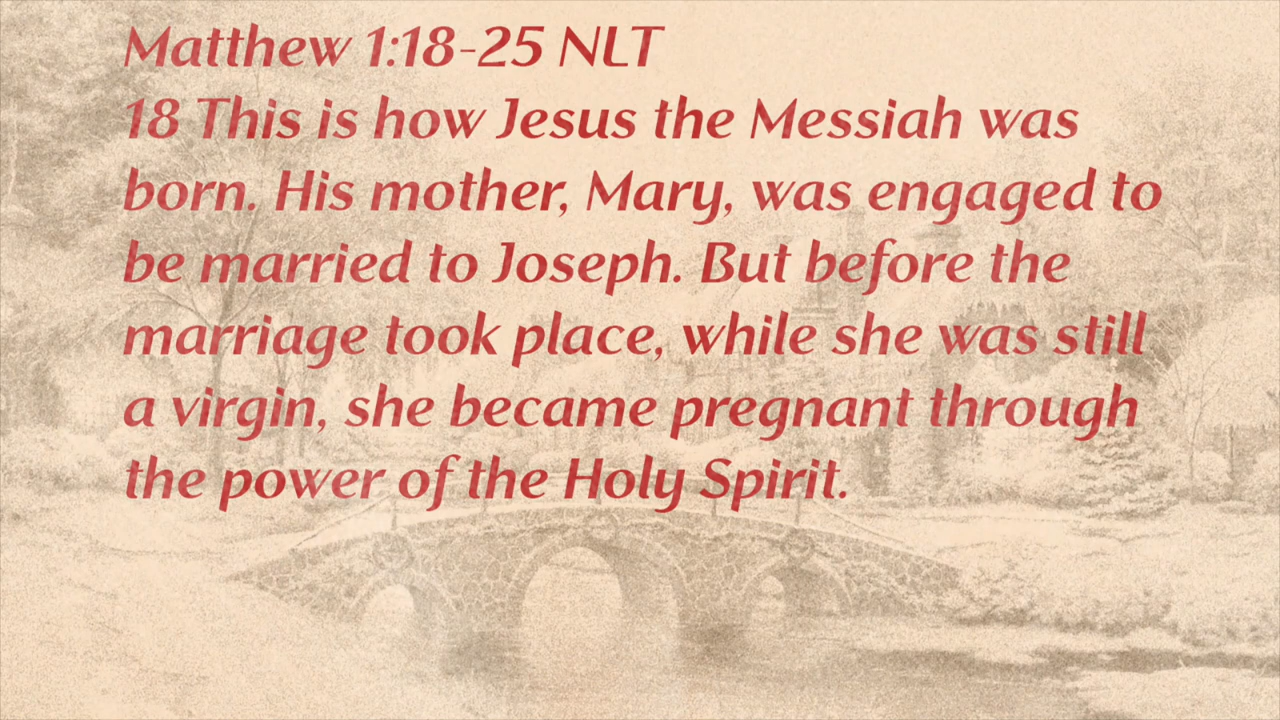 Matthew 1:18-25 NLT
18 This is how Jesus the Messiah was
born. His mother, Mary, was engaged to
be married to Joseph. But before the
marriage took place, while she was still
a virgin, she became pregnant through
the power of the Holy Spirit.